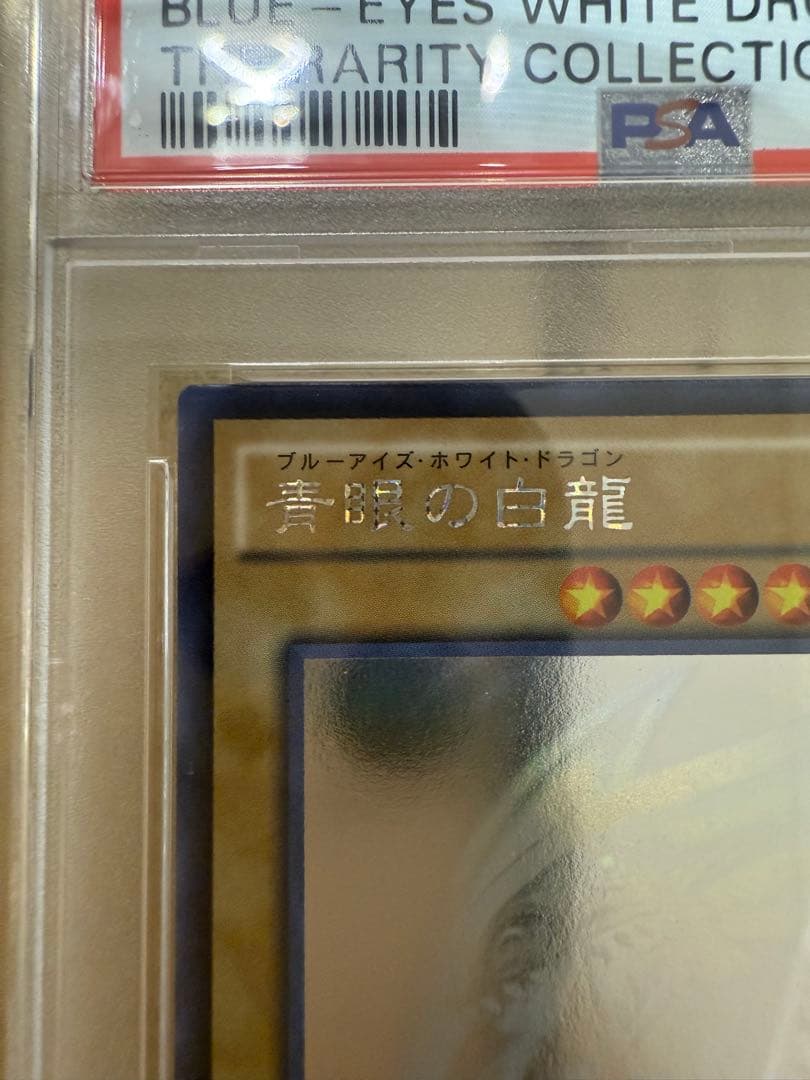 BLUE-EYES WHITE
THE RARITY
PSA
ブルーアイズ・ホワイト・ドラゴン
青眼の白龍